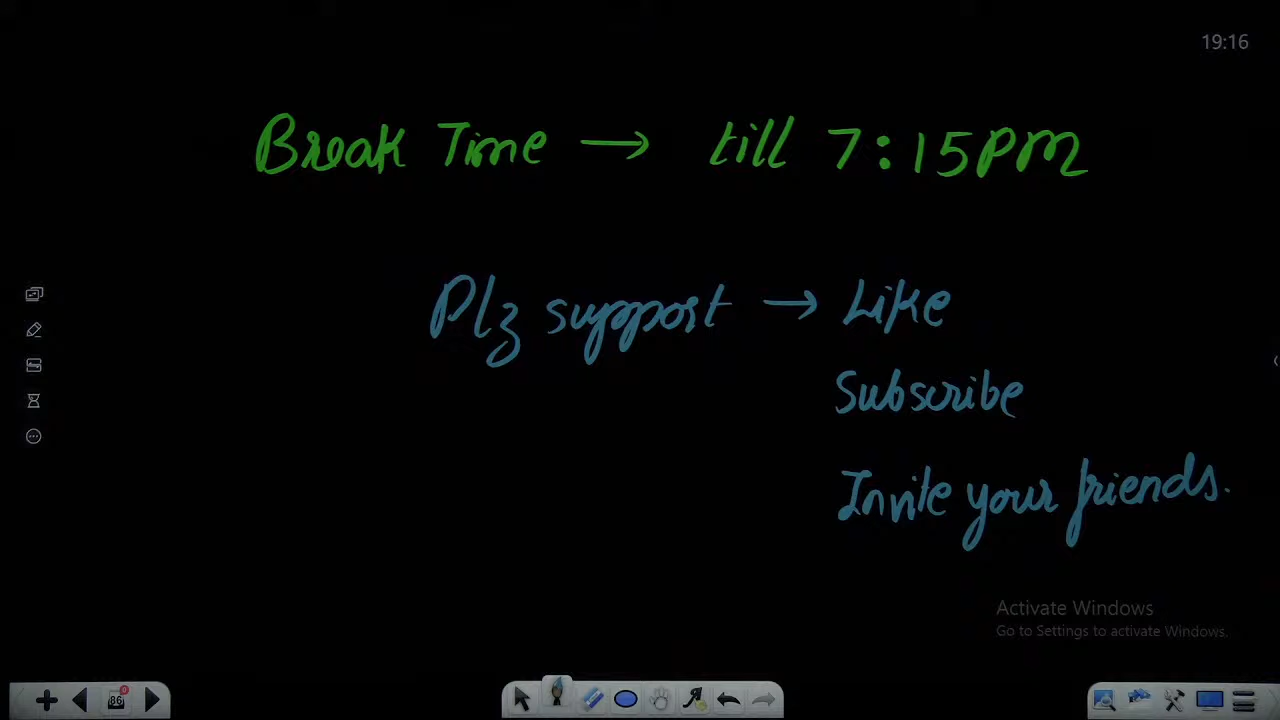 19:16
Break Time → till 7:15PM
Plz support → Like
Subscribe
Invite your friends.
Activate Windows
Go to Settings to activate Windows.
86